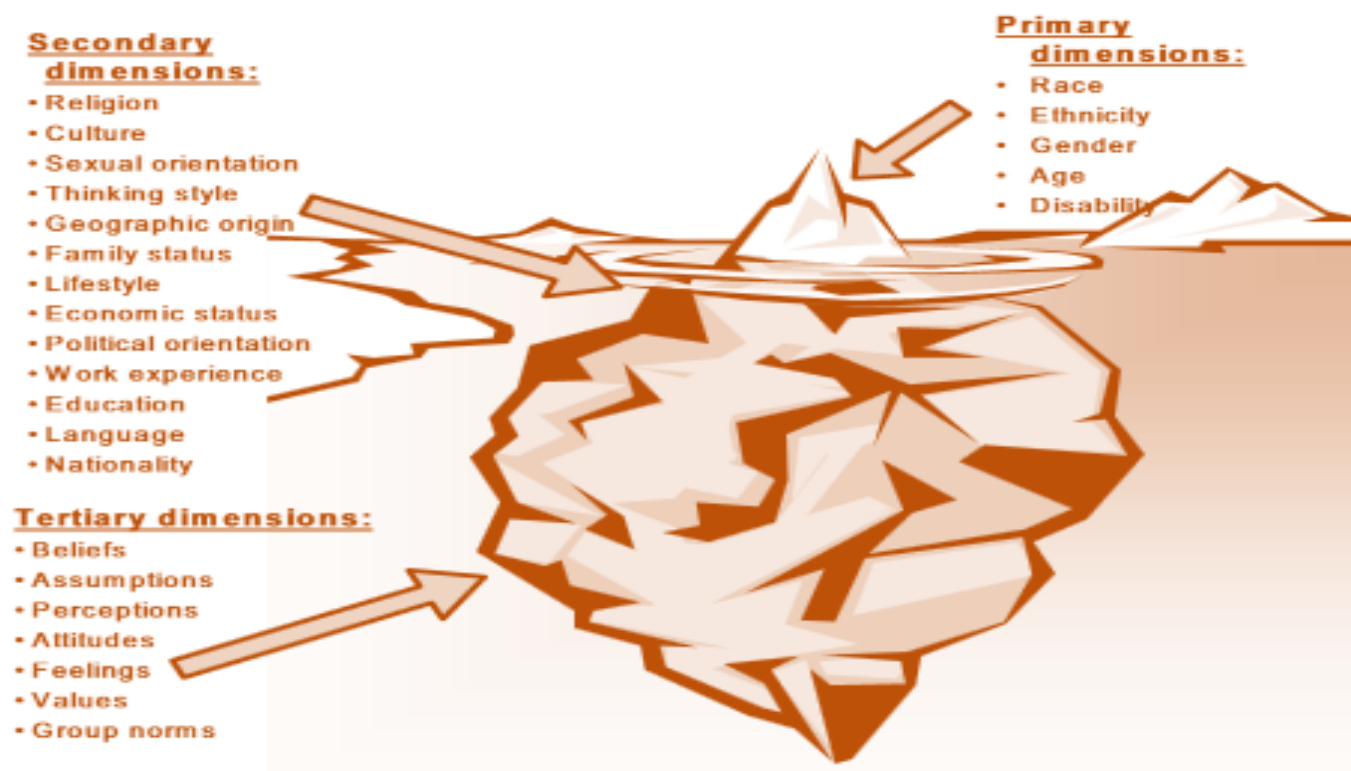 Secondary
dimensions:
• Religion
• Culture
• Sexual orientation
• Thinking style
• Geographic origin
• Family status
• Lifestyle
• Economic status
• Political orientation
• Work experience
• Education
• Language
• Nationality
Tertiary dimensions:
• Beliefs
• Assumptions
• Perceptions
• Attitudes
• Feelings
• Values
• Group norms
Primary
dimensions:
• Race
• Ethnicity
• Gender
• Age
• Disability